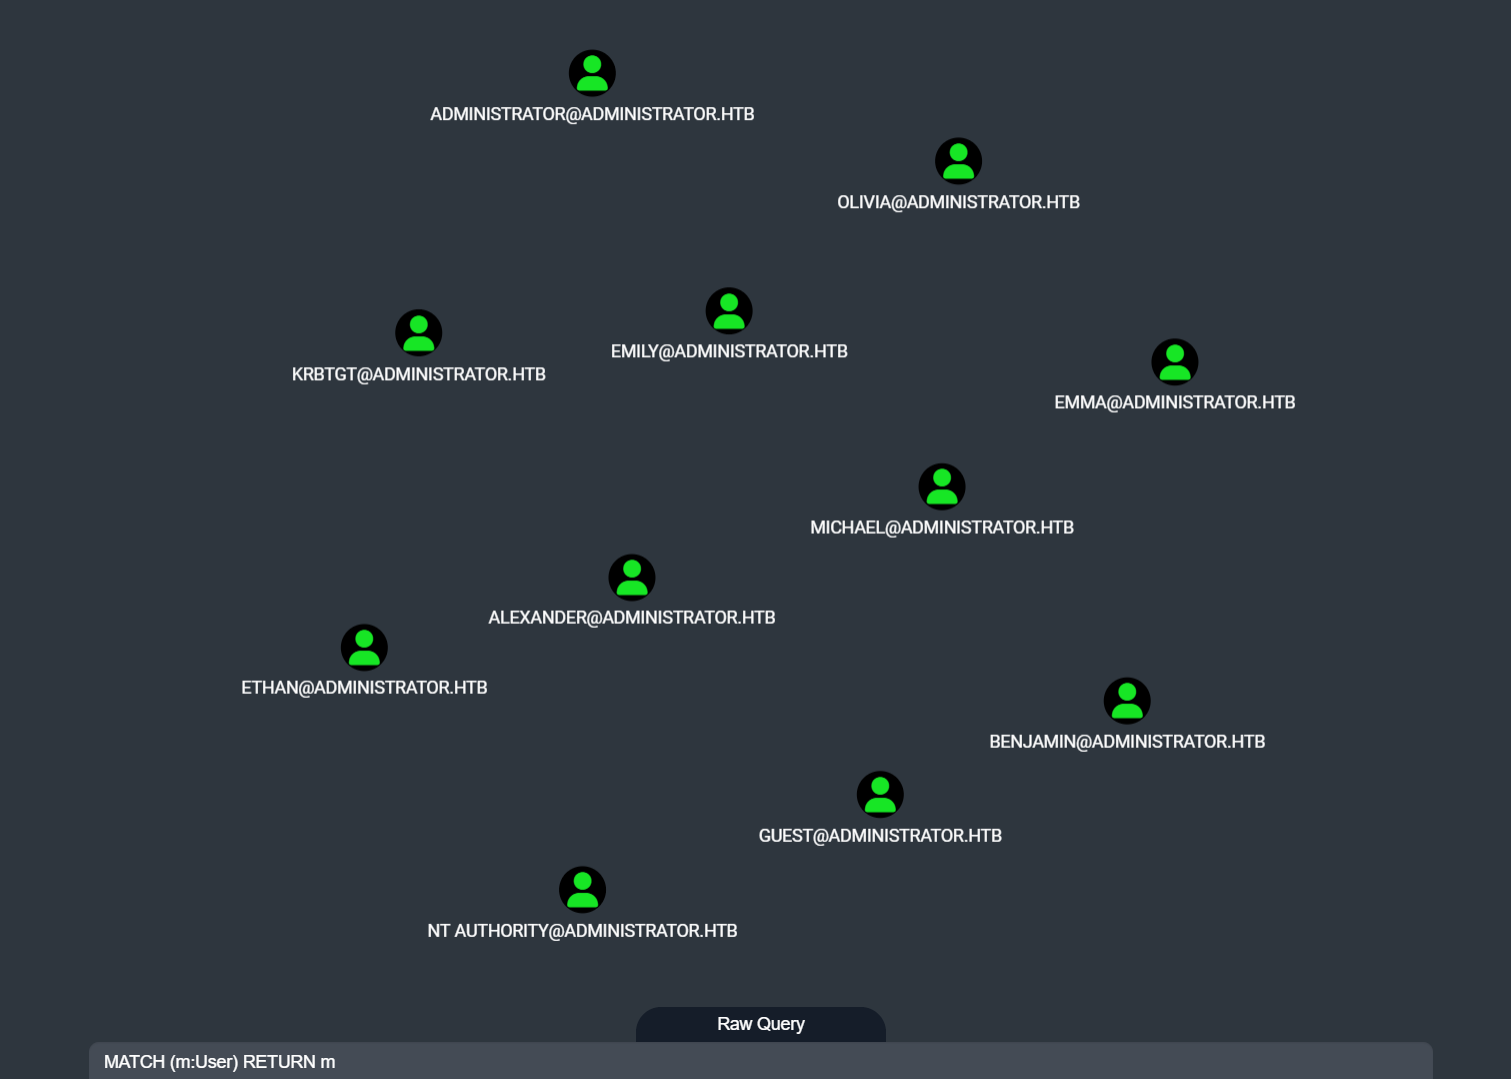 ADMINISTRATOR@ADMINISTRATOR.HTB
OLIVIA@ADMINISTRATOR.HTB
EMILY@ADMINISTRATOR.HTB
KRBTGT@ADMINISTRATOR.HTB
EMMA@ADMINISTRATOR.HTB
MICHAEL@ADMINISTRATOR.HTB
ALEXANDER@ADMINISTRATOR.HTB
ETHAN@ADMINISTRATOR.HTB
BENJAMIN@ADMINISTRATOR.HTB
GUEST@ADMINISTRATOR.HTB
NT AUTHORITY@ADMINISTRATOR.HTB
Raw Query
MATCH (m:User) RETURN m